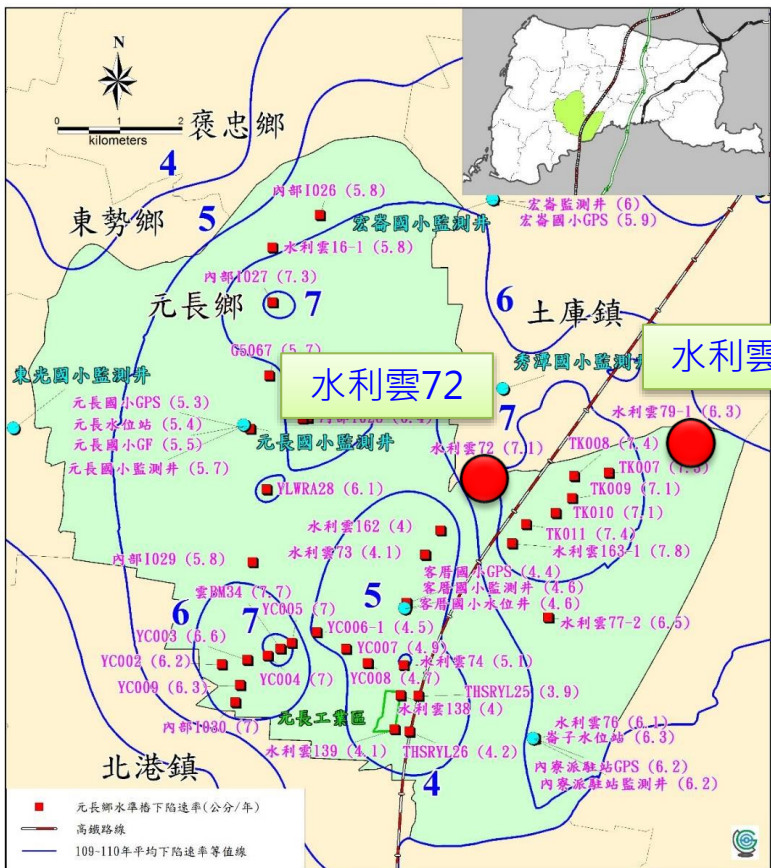 N
0 1 2
kilometers
褒忠鄉
4
東勢鄉
5
內部I026 (5.8)
宏崙國小監測井
宏崙監測井 (6)
宏崙國小GPS (5.9)
水利雲16-1 (5.8)
內部I027 (7.3)
元長鄉
7
6
土庫鎮
G5067 (5.7)
水利雲72
水利雲
秀潭國小監測井
東光國小監測井
元長國小GPS (5.3)
元長水位站 (5.4)
元長國小GF (5.5)
元長國小監測井 (5.7)
元長國小監測井
7
水利雲79-1 (6.3)
水利雲72 (7.1)
TK008 (7.4)
TK007 (7.3)
TK009 (7.1)
TK010 (7.1)
TK011 (7.4)
水利雲163-1 (7.8)
YLWRA28 (6.1)
水利雲162 (4)
水利雲73 (4.1)
內部I029 (5.8)
客厝國小GPS (4.4)
客厝國小監測井 (4.6)
客厝國小水位井 (4.6)
雲BM34 (7.7)
5
6
7
YC005 (7)
YC006-1 (4.5)
水利雲77-2 (6.5)
YC003 (6.6)
YC007 (4.9)
YC002 (6.2)
YC004 (7)
YC008 (4.7)
水利雲74 (5.1)
YC009 (6.3)
THSRYL25 (3.9)
水利雲138 (4)
元長工業區
內部I030 (7)
水利雲139 (4.1)
THSRYL26 (4.2)
水利雲76 (6.1)
崙子水位站 (6.3)
內寮派駐站GPS (6.2)
內寮派駐站監測井 (6.2)
北港鎮
4
元長鄉水準樁下陷速率(公分/年)
高鐵路線
109-110年平均下陷速率等值線